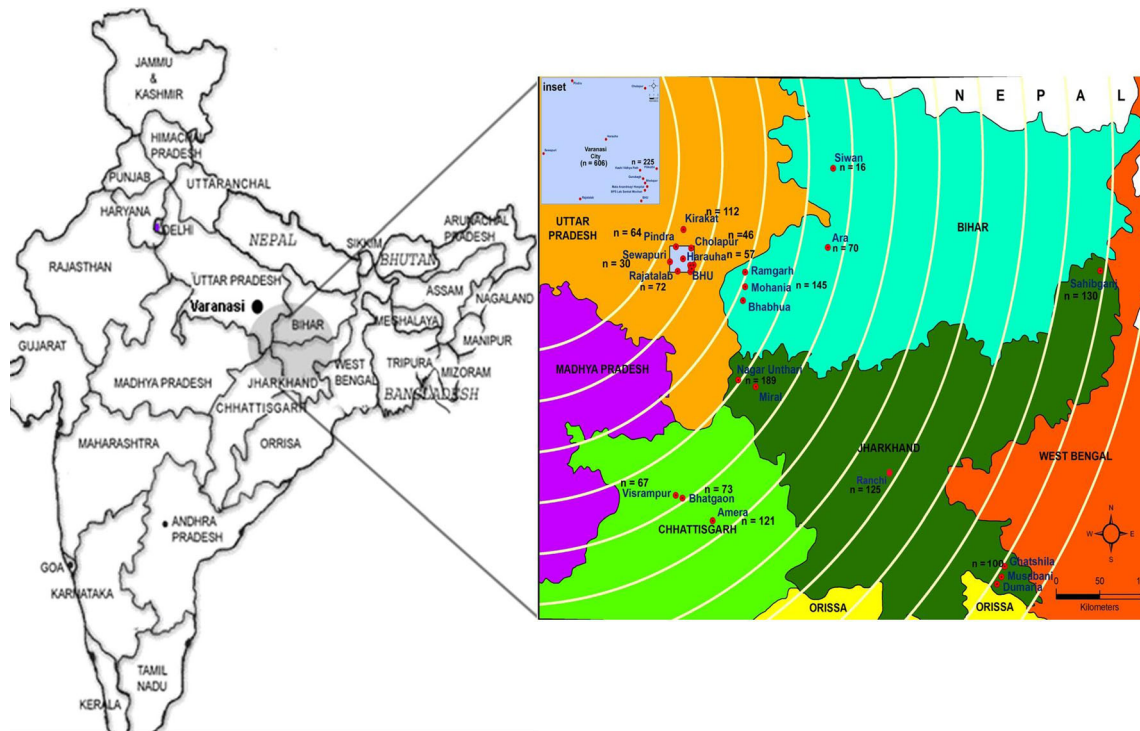 JAMMU
&
KASHMIR
HIMACHAL
PRADESH
PUNJAB
UTTARANCHAL
HARYANA
DELHI
RAJASTHAN
UTTAR PRADESH
NEPAL
SIKKIM
BHUTAN
ARUNACHAL
PRADESH
ASSAM
NAGALAND
Varanasi
BIHAR
MESHALAYA
MANIPUR
GUJARAT
MADHYA PRADESH
JHARKHAND
WEST
BENGAL
TRIPURA
MIZORAM
BANGLADESH
CHHATTISGARH
MAHARASHTRA
ORRISA
ANDHRA
PRADESH
GOA
KARNATAKA
TAMIL
NADU
KERALA
inset
Varanasi
City
(n = 606)
n = 225
N E P A L
Siwan
n = 16
UTTAR
PRADESH
n = 112
Kirakat
n = 64
n =46
Pindra
Cholapur
Sewapuri
Harauha
n = 57
n = 30
Rajatalab
BHU
n = 72
BIHAR
Ara
n = 70
Ramgarh
Mohania
n = 145
Bhabhua
Sahibganj
n = 130
MADHYA PRADESH
Nagar Unthari
n = 189
Miral
JHARKHAND
Ranchi
n = 125
WEST BENGAL
n = 67
n = 73
Visrampur
Bhatgaon
Amera
n = 121
CHHATTISGARH
n = 100
Ghatshila
Musabani
Dumaria
ORISSA
ORISSA
N
W
E
S
0
50
Kilometers